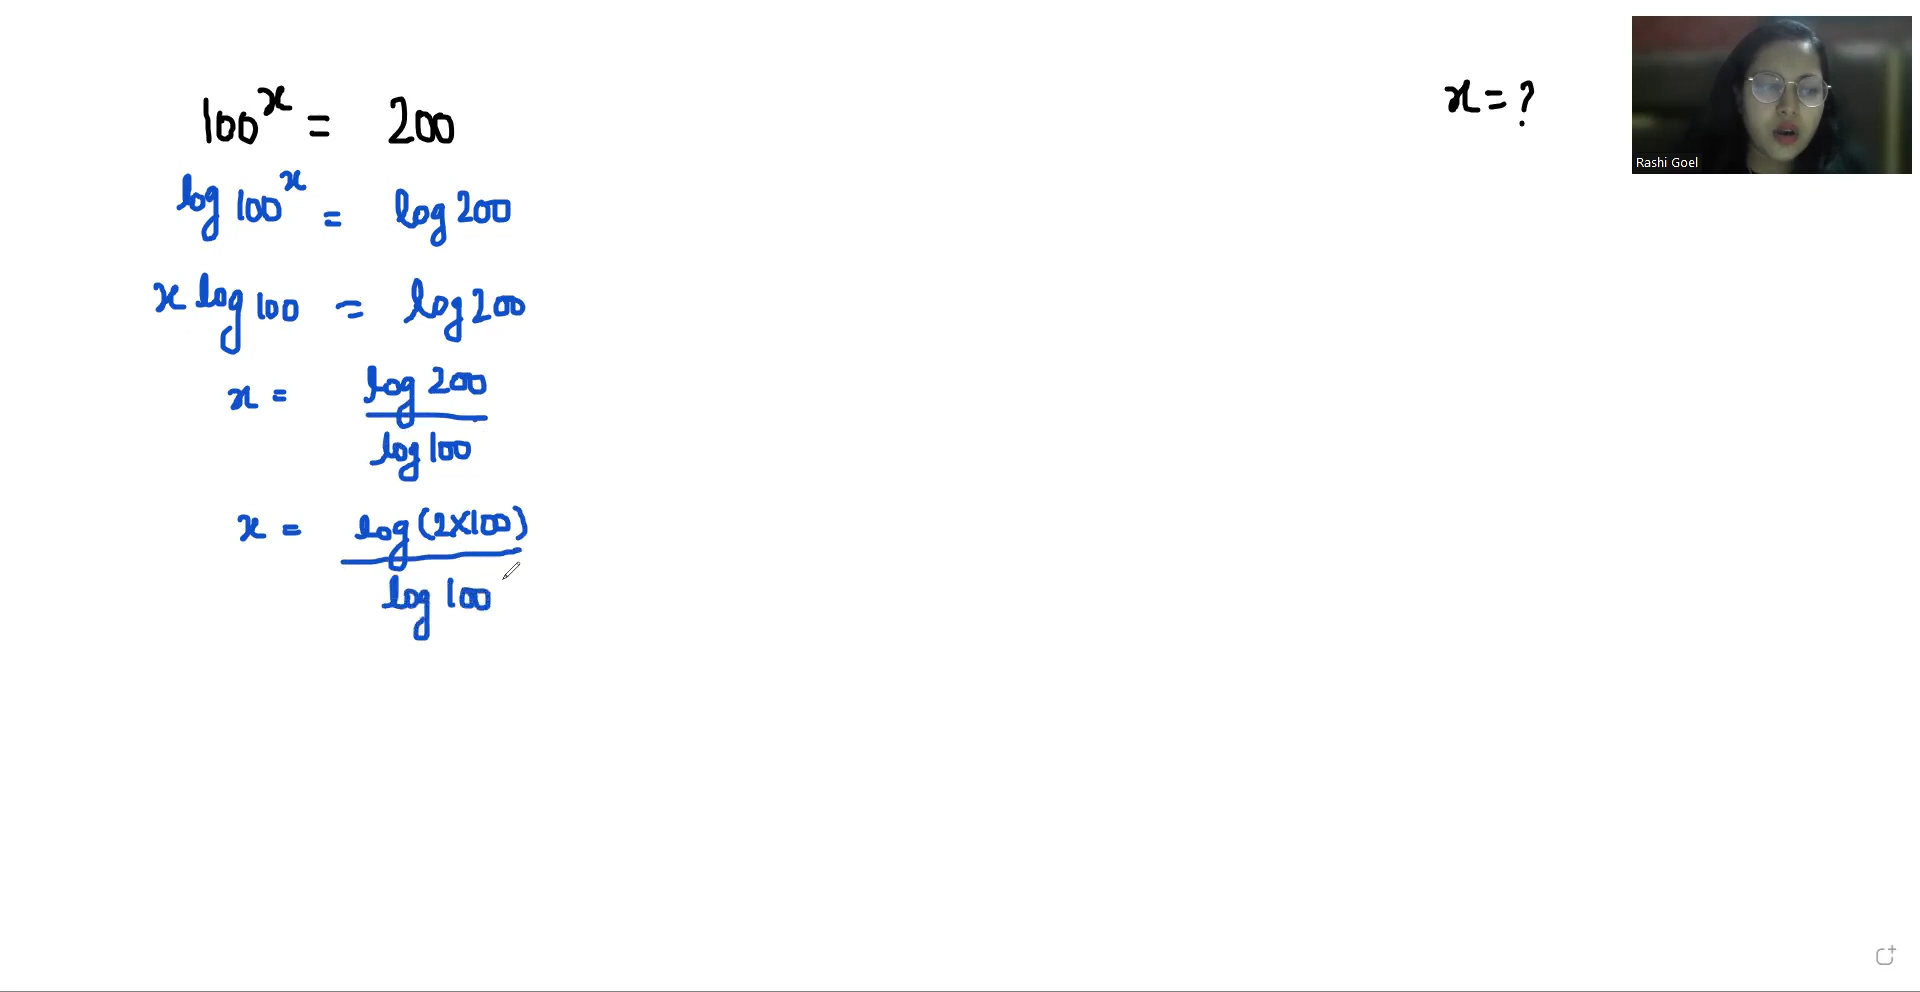 100^x = 200
x = ?
Rashi Goel
log 100^x = log 200
x log 100 = log 200
x = log 200 / log 100
x = log (2×100) / log 100